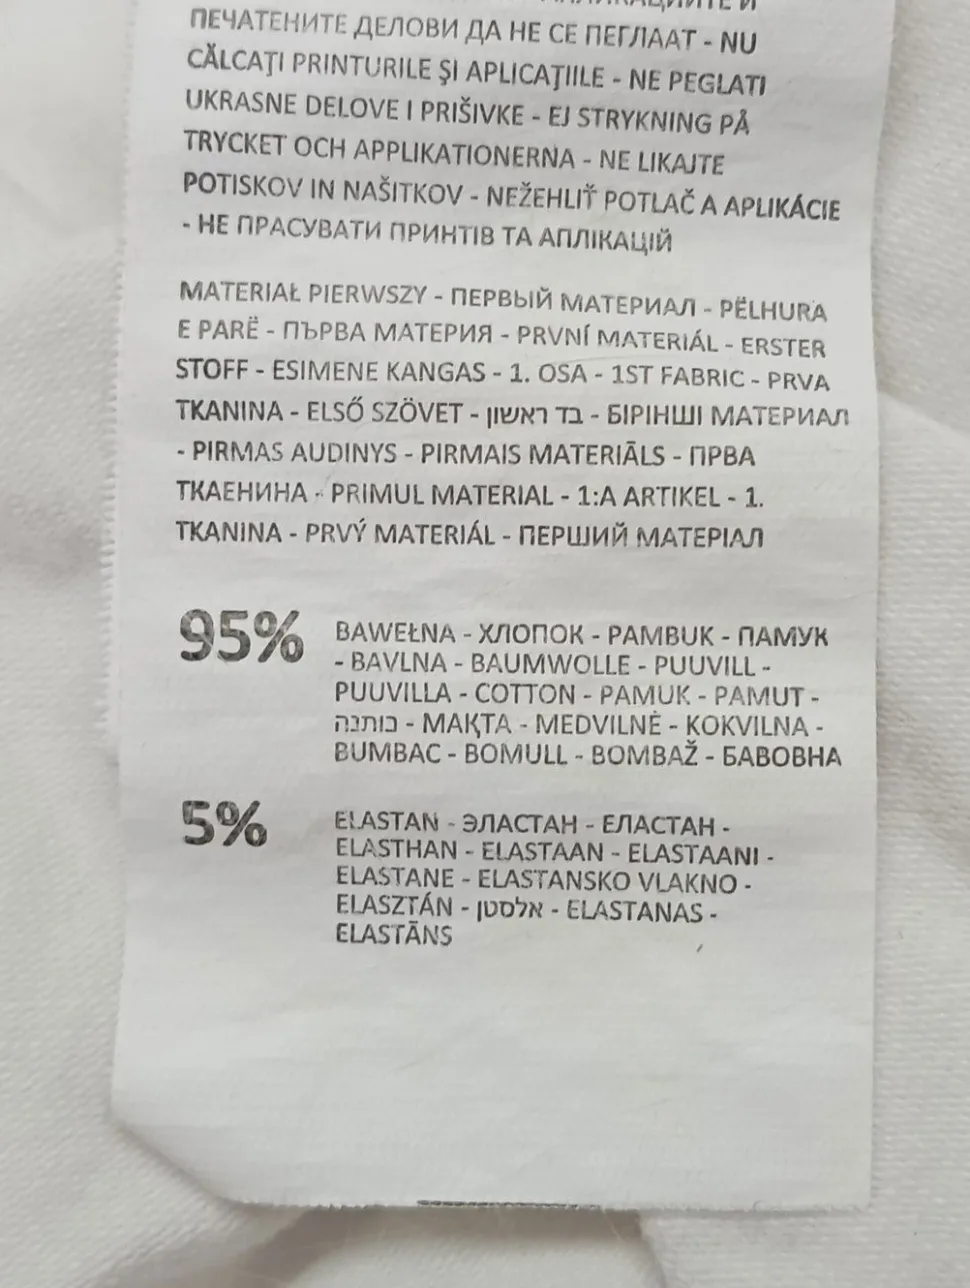 ПЕЧАТЕНИТЕ ДЕЛОВИ ДА НЕ СЕ ПЕГЛААТ - NU
CĂLCAŢI PRINTURILE ŞI APLICAŢIILE - NE PEGLATI
UKRASNE DELOVE I PRIŠIVKE - EJ STRYKNING PÅ
TRYCKET OCH APPLIKATIONERNA - NE LIKAJTE
POTISKOV IN NAŠITKOV - NEŽEHLIŤ POTLAČ A APLIKÁCIE
- НЕ ПРАСУВАТИ ПРИНТІВ ТА АПЛІКАЦІЙ
MATERIAŁ PIERWSZY - ПЕРВЫЙ МАТЕРИАЛ - PËLHURA
E PARË - ПЪРВА МАТЕРИЯ - PRVNÍ MATERIÁL - ERSTER
STOFF - ESIMENE KANGAS - 1. OSA - 1ST FABRIC - PRVA
TKANINA - ELSŐ SZÖVET - בד ראשון - БІРІНШІ МАТЕРИАЛ
- PIRMAS AUDINYS - PIRMAIS MATERIĀLS - ПРВА
ТКАЕНИНА - PRIMUL MATERIAL - 1:A ARTIKEL - 1.
TKANINA - PRVÝ MATERIÁL - ПЕРШИЙ МАТЕРІАЛ
95% BAWEŁNA - ХЛОПОК - PAMBUK - ПАМУК
- BAVLNA - BAUMWOLLE - PUUVILL -
PUUVILLA - COTTON - PAMUK - PAMUT -
כותנה - МАҚТА - MEDVILNĖ - KOKVILNA -
BUMBAC - BOMULL - BOMBAŽ - БАВОВНА
5% ELASTAN - ЭЛАСТАН - ЕЛАСТАН -
ELASTHAN - ELASTAAN - ELASTAANI -
ELASTANE - ELASTANSKO VLAKNO -
ELASZTÁN - אלסטן - ELASTANAS -
ELASTĀNS